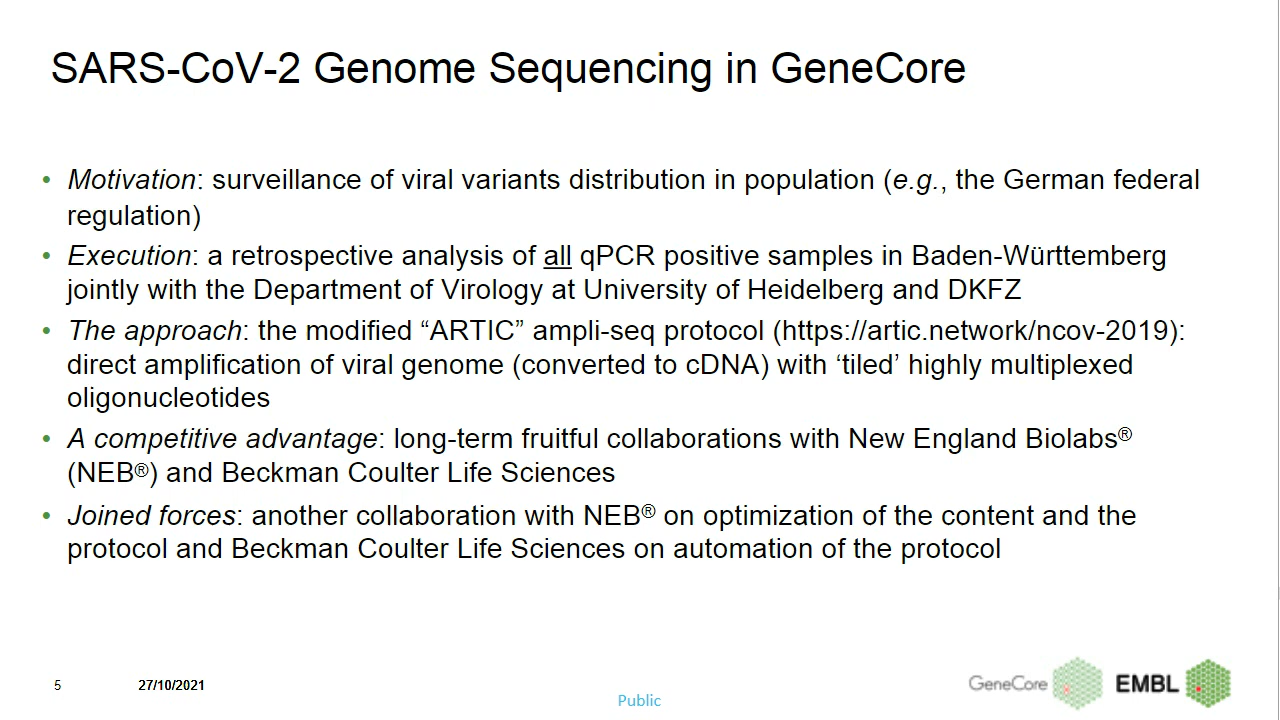 SARS-CoV-2 Genome Sequencing in GeneCore
• Motivation: surveillance of viral variants distribution in population (e.g., the German federal
regulation)
• Execution: a retrospective analysis of all qPCR positive samples in Baden-Württemberg
jointly with the Department of Virology at University of Heidelberg and DKFZ
• The approach: the modified “ARTIC” ampli-seq protocol (https://artic.network/ncov-2019):
direct amplification of viral genome (converted to cDNA) with ‘tiled’ highly multiplexed
oligonucleotides
• A competitive advantage: long-term fruitful collaborations with New England Biolabs®
(NEB®) and Beckman Coulter Life Sciences
• Joined forces: another collaboration with NEB® on optimization of the content and the
protocol and Beckman Coulter Life Sciences on automation of the protocol
5 27/10/2021
Public
GeneCore EMBL